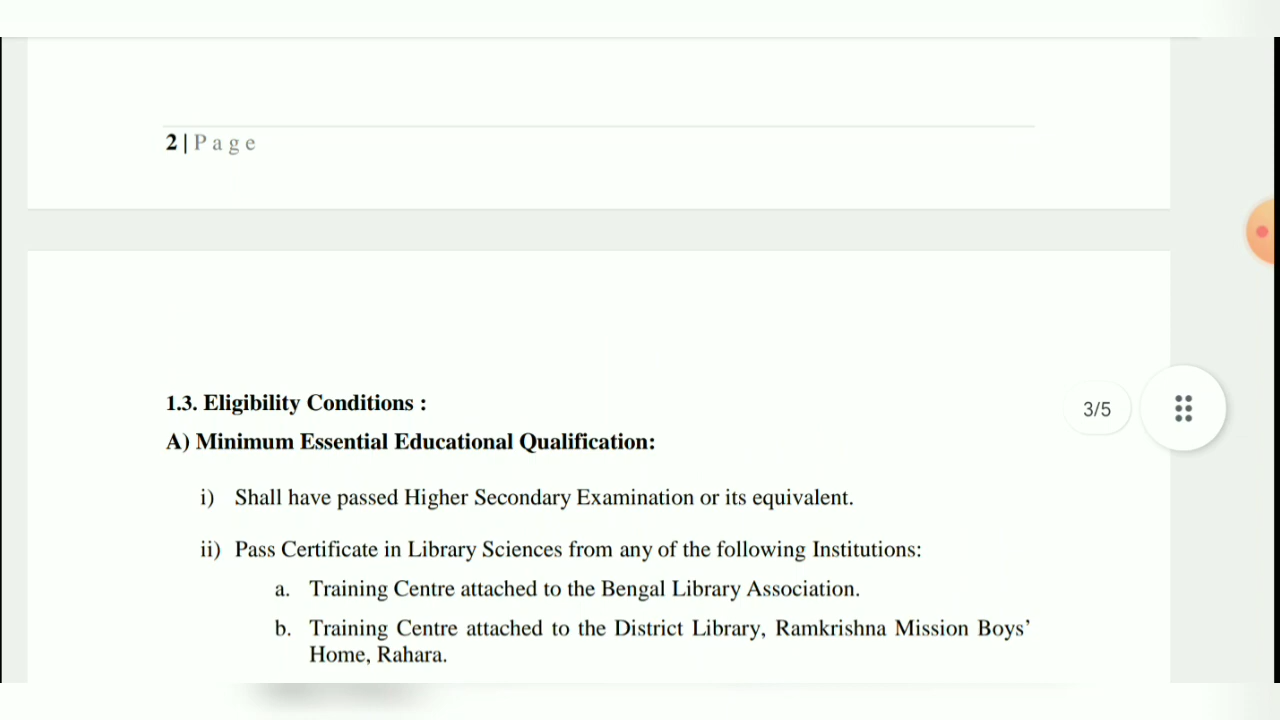 2 | P a g e
1.3. Eligibility Conditions :
3/5
A) Minimum Essential Educational Qualification:
i) Shall have passed Higher Secondary Examination or its equivalent.
ii) Pass Certificate in Library Sciences from any of the following Institutions:
a. Training Centre attached to the Bengal Library Association.
b. Training Centre attached to the District Library, Ramkrishna Mission Boys’
Home, Rahara.